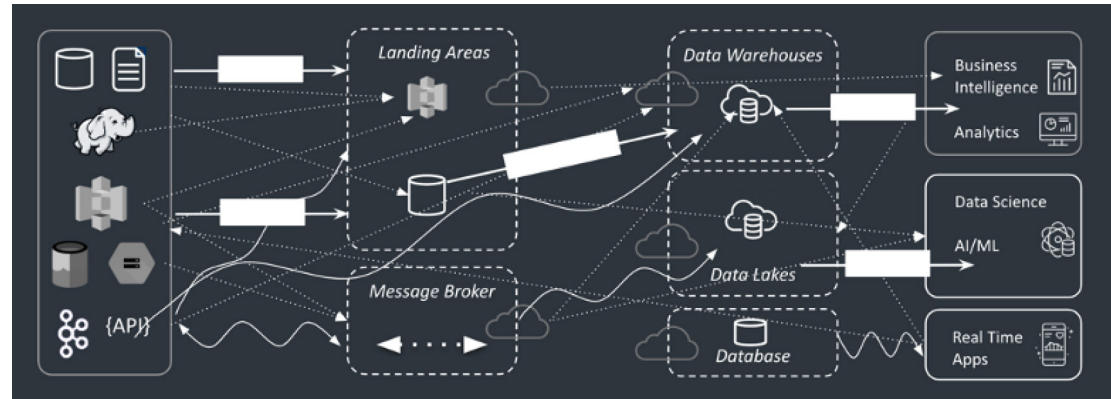 {API}
Landing Areas
Message Broker
Data Warehouses
Data Lakes
Database
Business
Intelligence
Analytics
Data Science
AI/ML
Real Time
Apps